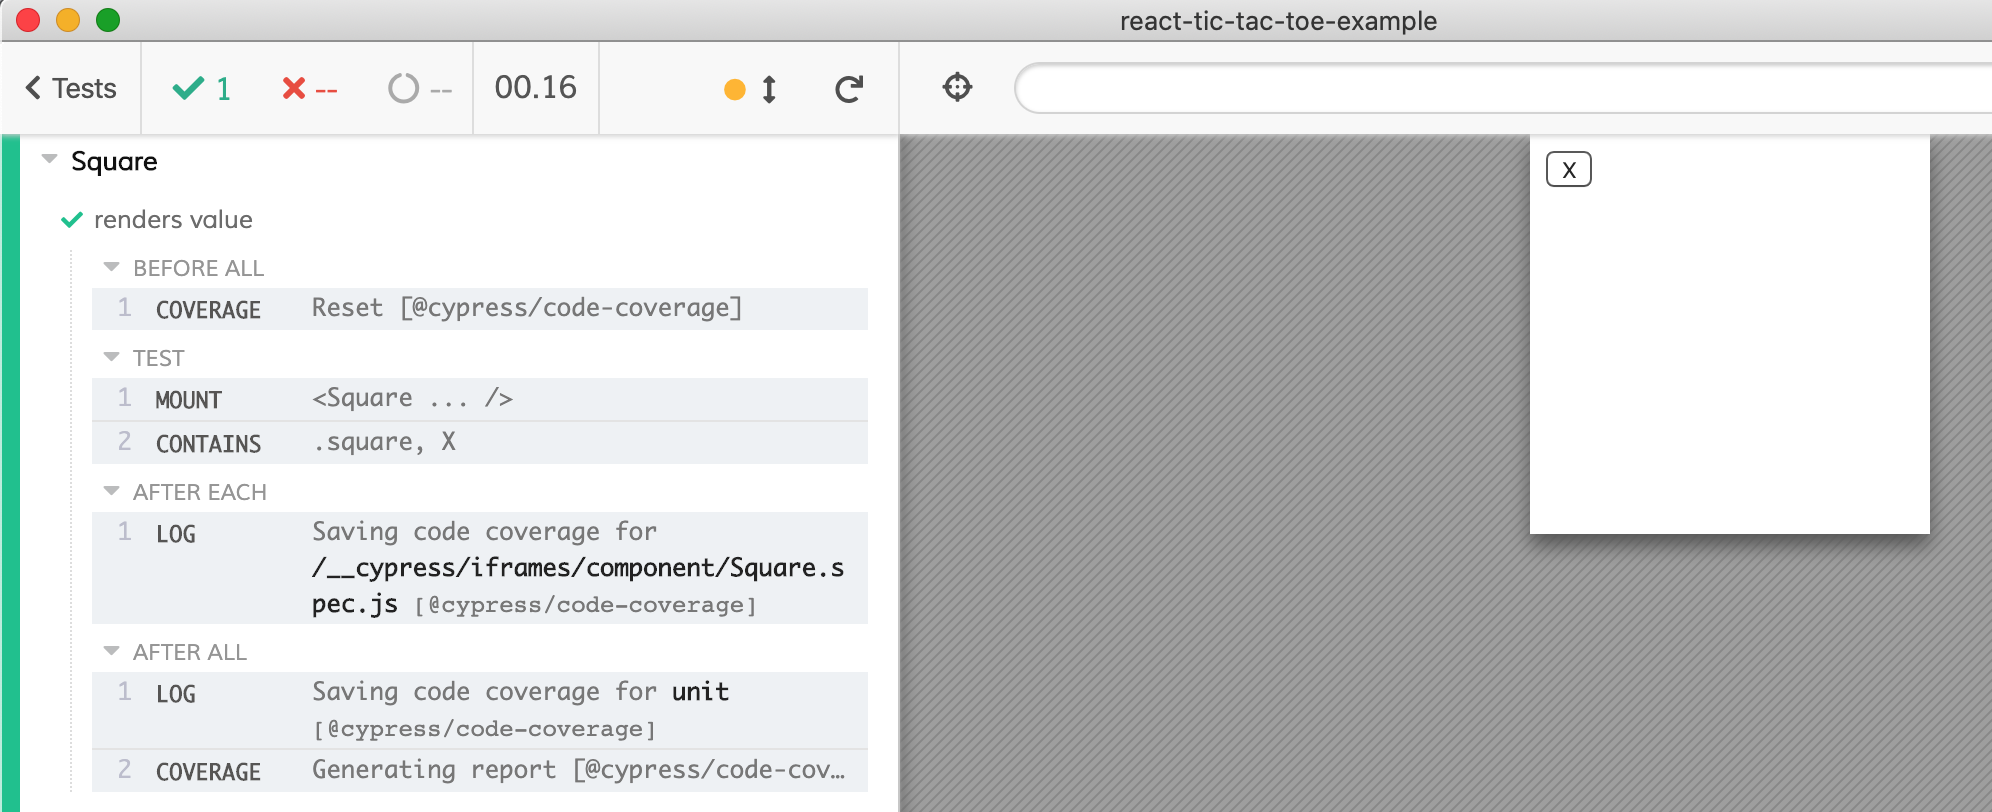 react-tic-tac-toe-example
Tests 1 -- -- 00.16
Square
renders value
BEFORE ALL
1 COVERAGE Reset [@cypress/code-coverage]
TEST
1 MOUNT <Square ... />
2 CONTAINS .square, X
AFTER EACH
1 LOG Saving code coverage for
/__cypress/iframes/component/Square.s
pec.js [@cypress/code-coverage]
AFTER ALL
1 LOG Saving code coverage for unit
[@cypress/code-coverage]
2 COVERAGE Generating report [@cypress/code-cov…
X